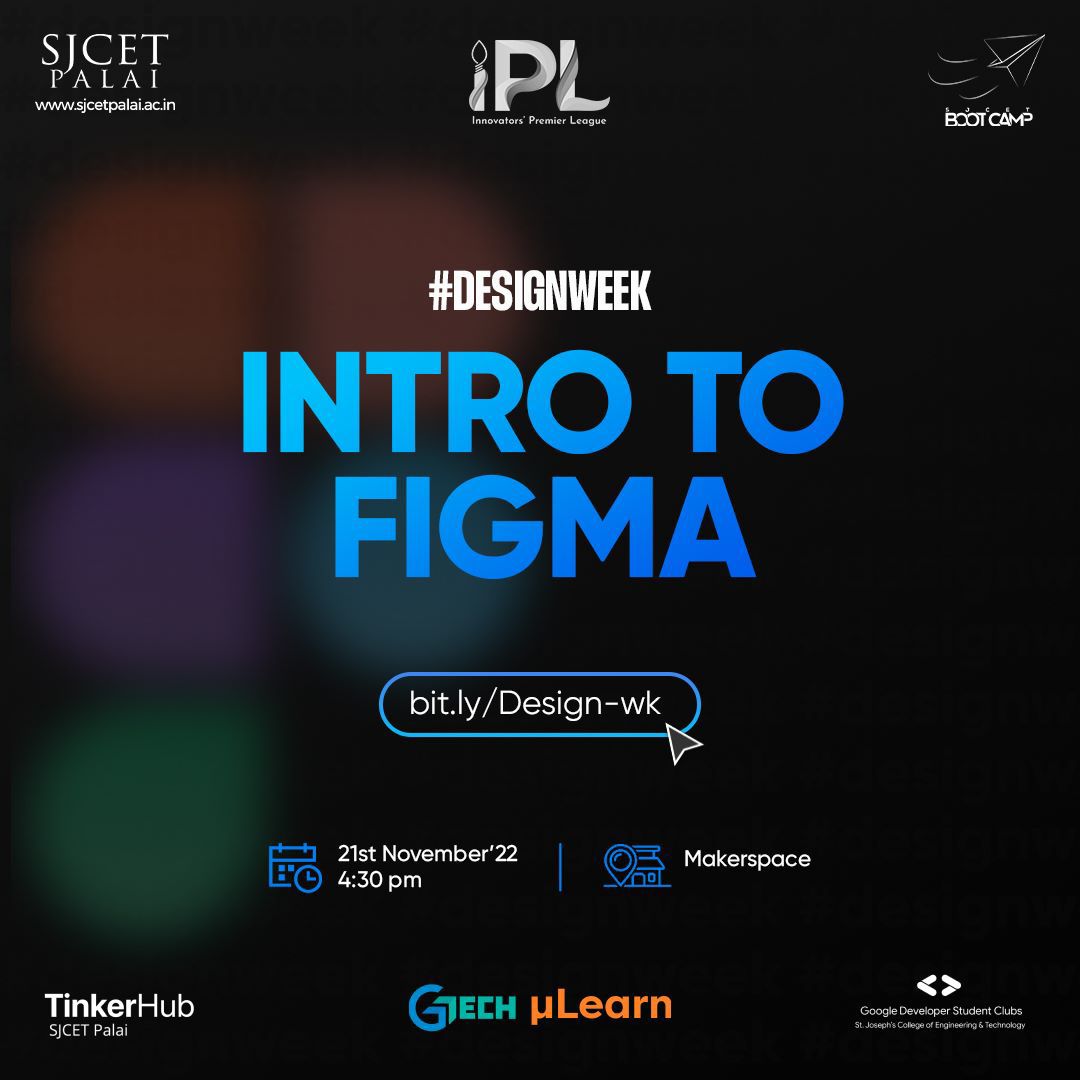 SJCET
PALAI
www.sjcetpalai.ac.in
iPL
Innovators' Premier League
SJCET
BOOT CAMP
#DESIGNWEEK
INTRO TO
FIGMA
bit.ly/Design-wk
21st November'22
4:30 pm
Makerspace
TinkerHub
SJCET Palai
GTECH µLearn
Google Developer Student Clubs
St. Joseph's College of Engineering & Technology